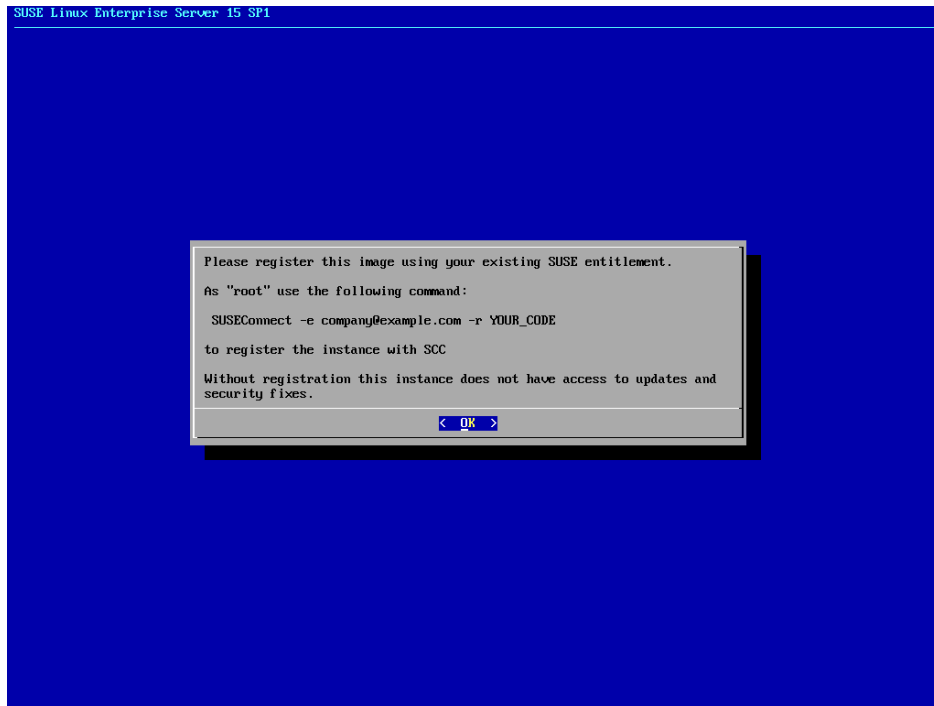 SUSE Linux Enterprise Server 15 SP1
Please register this image using your existing SUSE entitlement.
As "root" use the following command:
SUSEConnect -e company@example.com -r YOUR_CODE
to register the instance with SCC
Without registration this instance does not have access to updates and
security fixes.
< OK >